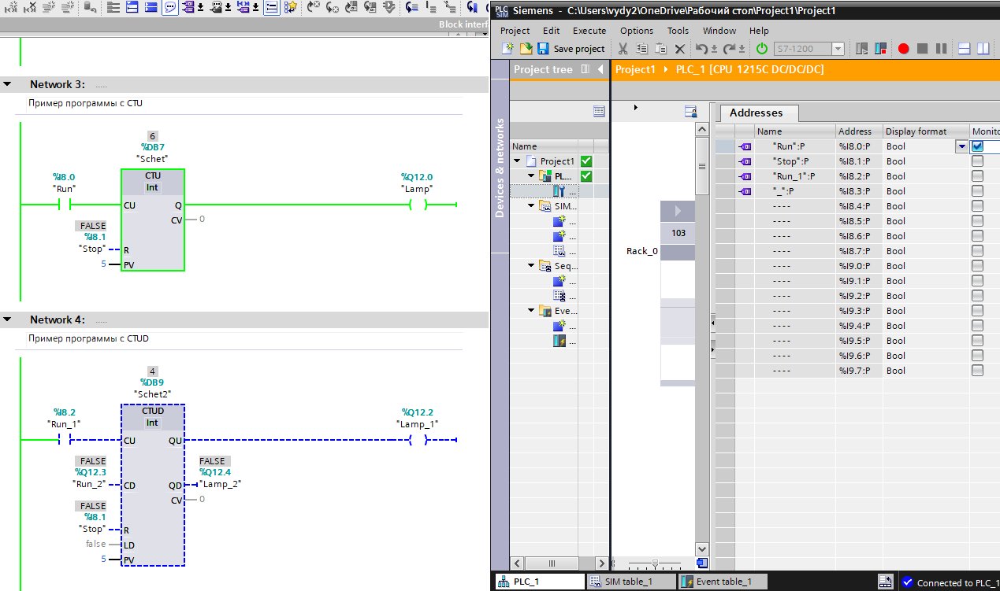 Block interf
Network 3: .....
Пример программы с CTU
6
%DB7
"Schet"
%I8.0
"Run"
CTU
Int
%Q12.0
"Lamp"
CU
Q
CV
0
FALSE
%I8.1
"Stop"
R
5
PV
Network 4: .....
Пример программы с CTUD
4
%DB9
"Schet2"
%I8.2
"Run_1"
CTUD
Int
%Q12.2
"Lamp_1"
CU
QU
FALSE
%Q12.3
"Run_2"
CD
FALSE
%Q12.4
"Lamp_2"
QD
CV
0
FALSE
%I8.1
"Stop"
R
false
LD
5
PV
PLC SIM
Siemens - C:\Users\vydy2\OneDrive\Рабочий стол\Project1\Project1
Project Edit Execute Options Tools Window Help
Save project
S7-1200
Project tree
Project1 PLC_1 [CPU 1215C DC/DC/DC]
Devices & networks
Name
Project1
PL...
...
SIM...
...
...
...
Seq...
...
...
Eve...
...
...
103
Rack_0
Addresses
Name Address Display format Monito
"Run":P %I8.0:P Bool
"Stop":P %I8.1:P Bool
"Run_1":P %I8.2:P Bool
"_":P %I8.3:P Bool
---- %I8.4:P Bool
---- %I8.5:P Bool
---- %I8.6:P Bool
---- %I8.7:P Bool
---- %I9.0:P Bool
---- %I9.1:P Bool
---- %I9.2:P Bool
---- %I9.3:P Bool
---- %I9.4:P Bool
---- %I9.5:P Bool
---- %I9.6:P Bool
---- %I9.7:P Bool
PLC_1 SIM table_1 Event table_1 Connected to PLC_1